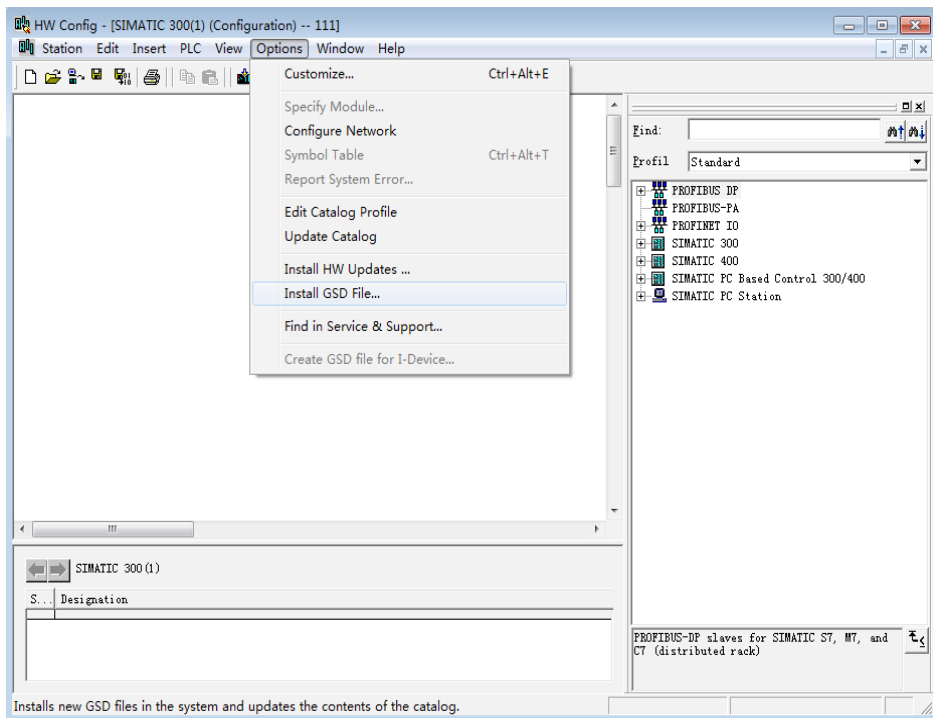 HW Config - [SIMATIC 300(1) (Configuration) -- 111]
Station Edit Insert PLC View Options Window Help
Customize... Ctrl+Alt+E
Specify Module...
Configure Network
Symbol Table Ctrl+Alt+T
Report System Error...
Edit Catalog Profile
Update Catalog
Install HW Updates ...
Install GSD File...
Find in Service & Support...
Create GSD file for I-Device...
Find:
Profil Standard
PROFIBUS DP
PROFIBUS-PA
PROFINET IO
SIMATIC 300
SIMATIC 400
SIMATIC PC Based Control 300/400
SIMATIC PC Station
SIMATIC 300(1)
S... Designation
PROFIBUS-DP slaves for SIMATIC S7, M7, and
C7 (distributed rack)
Installs new GSD files in the system and updates the contents of the catalog.